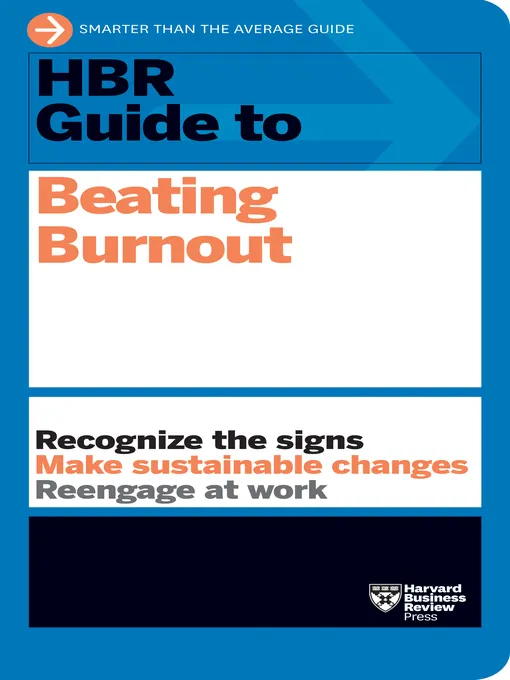 SMARTER THAN THE AVERAGE GUIDE
HBR
Guide to
Beating
Burnout
Recognize the signs
Make sustainable changes
Reengage at work
Harvard
Business
Review
Press